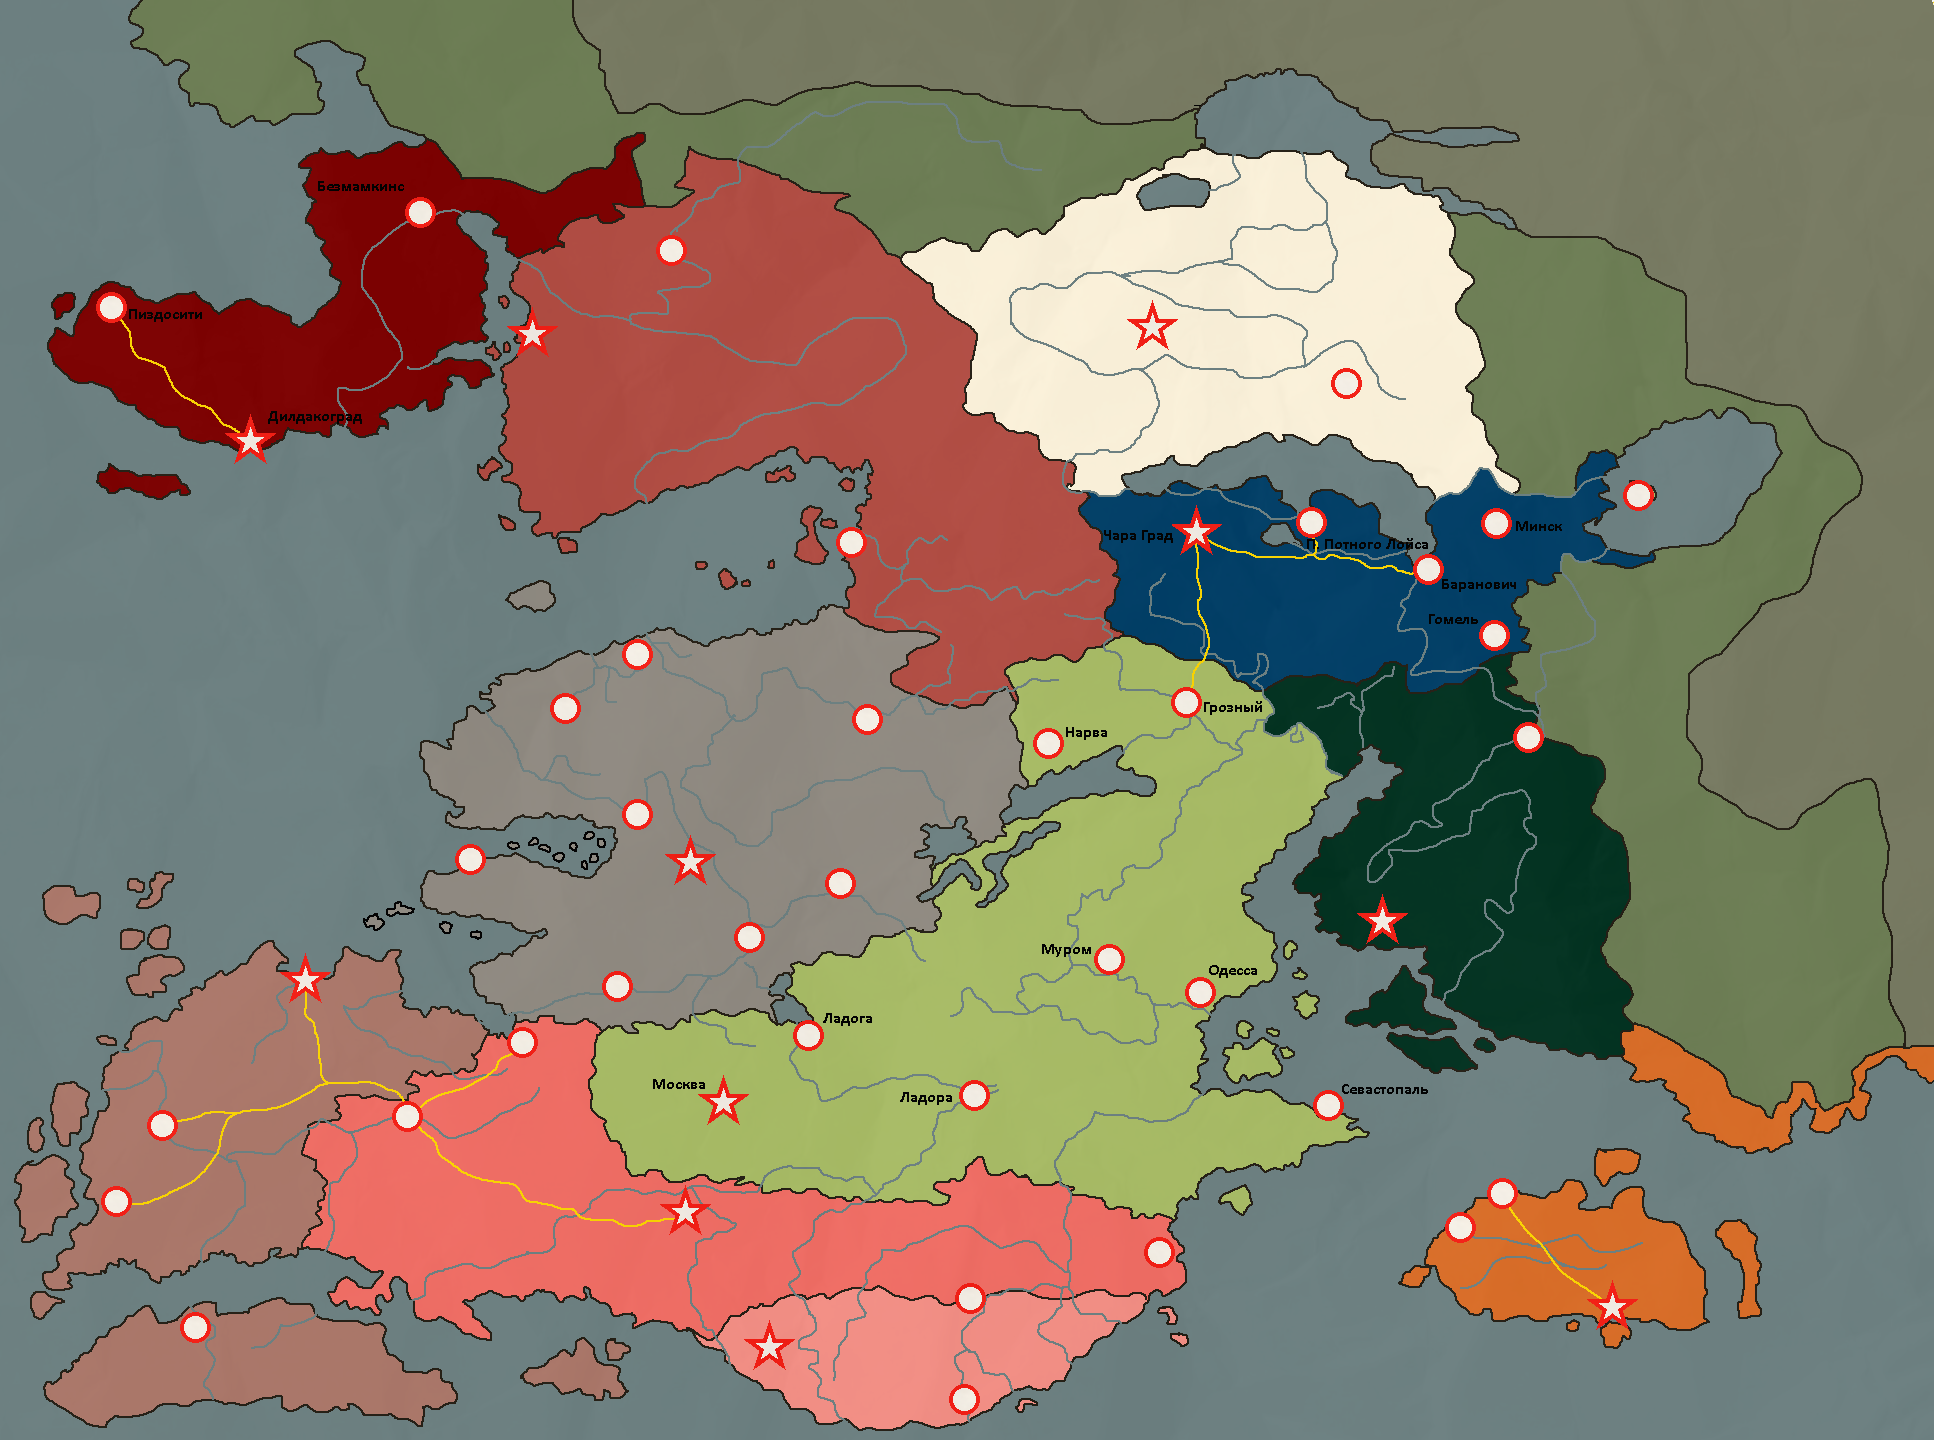 Безмамкинс
Пиздосити
Дилдакоград
Чара Град
П. Потного Лойса
Минск
Баранович
Гомель
Грозный
Нарва
Муром
Одесса
Ладога
Москва
Ладора
Севастопаль